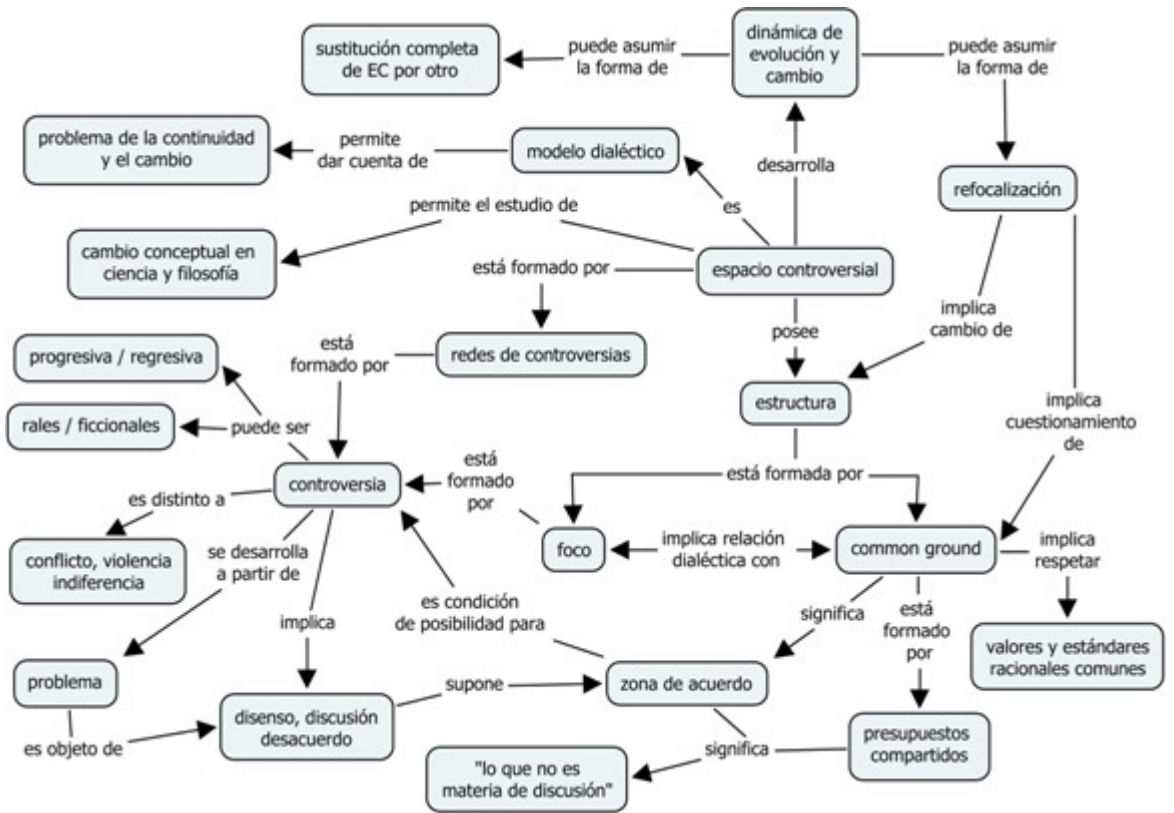 dinámica de
evolución y
cambio
puede asumir
la forma de
sustitución completa
de EC por otro
puede asumir
la forma de
problema de la continuidad
y el cambio
permite
dar cuenta de
modelo dialéctico
desarrolla
refocalización
es
permite el estudio de
cambio conceptual en
ciencia y filosofía
espacio controversial
está formado por
implica
cambio de
posee
progresiva / regresiva
está
formado por
redes de controversias
estructura
rales / ficcionales
puede ser
implica
cuestionamiento
de
está
formado
por
está formada por
controversia
es distinto a
conflicto, violencia
indiferencia
se desarrolla
a partir de
foco
implica relación
dialéctica con
common ground
implica
respetar
es condición
de posibilidad para
implica
significa
está
formado
por
valores y estándares
racionales comunes
problema
supone
zona de acuerdo
disenso, discusión
desacuerdo
es objeto de
significa
presupuestos
compartidos
"lo que no es
materia de discusión"